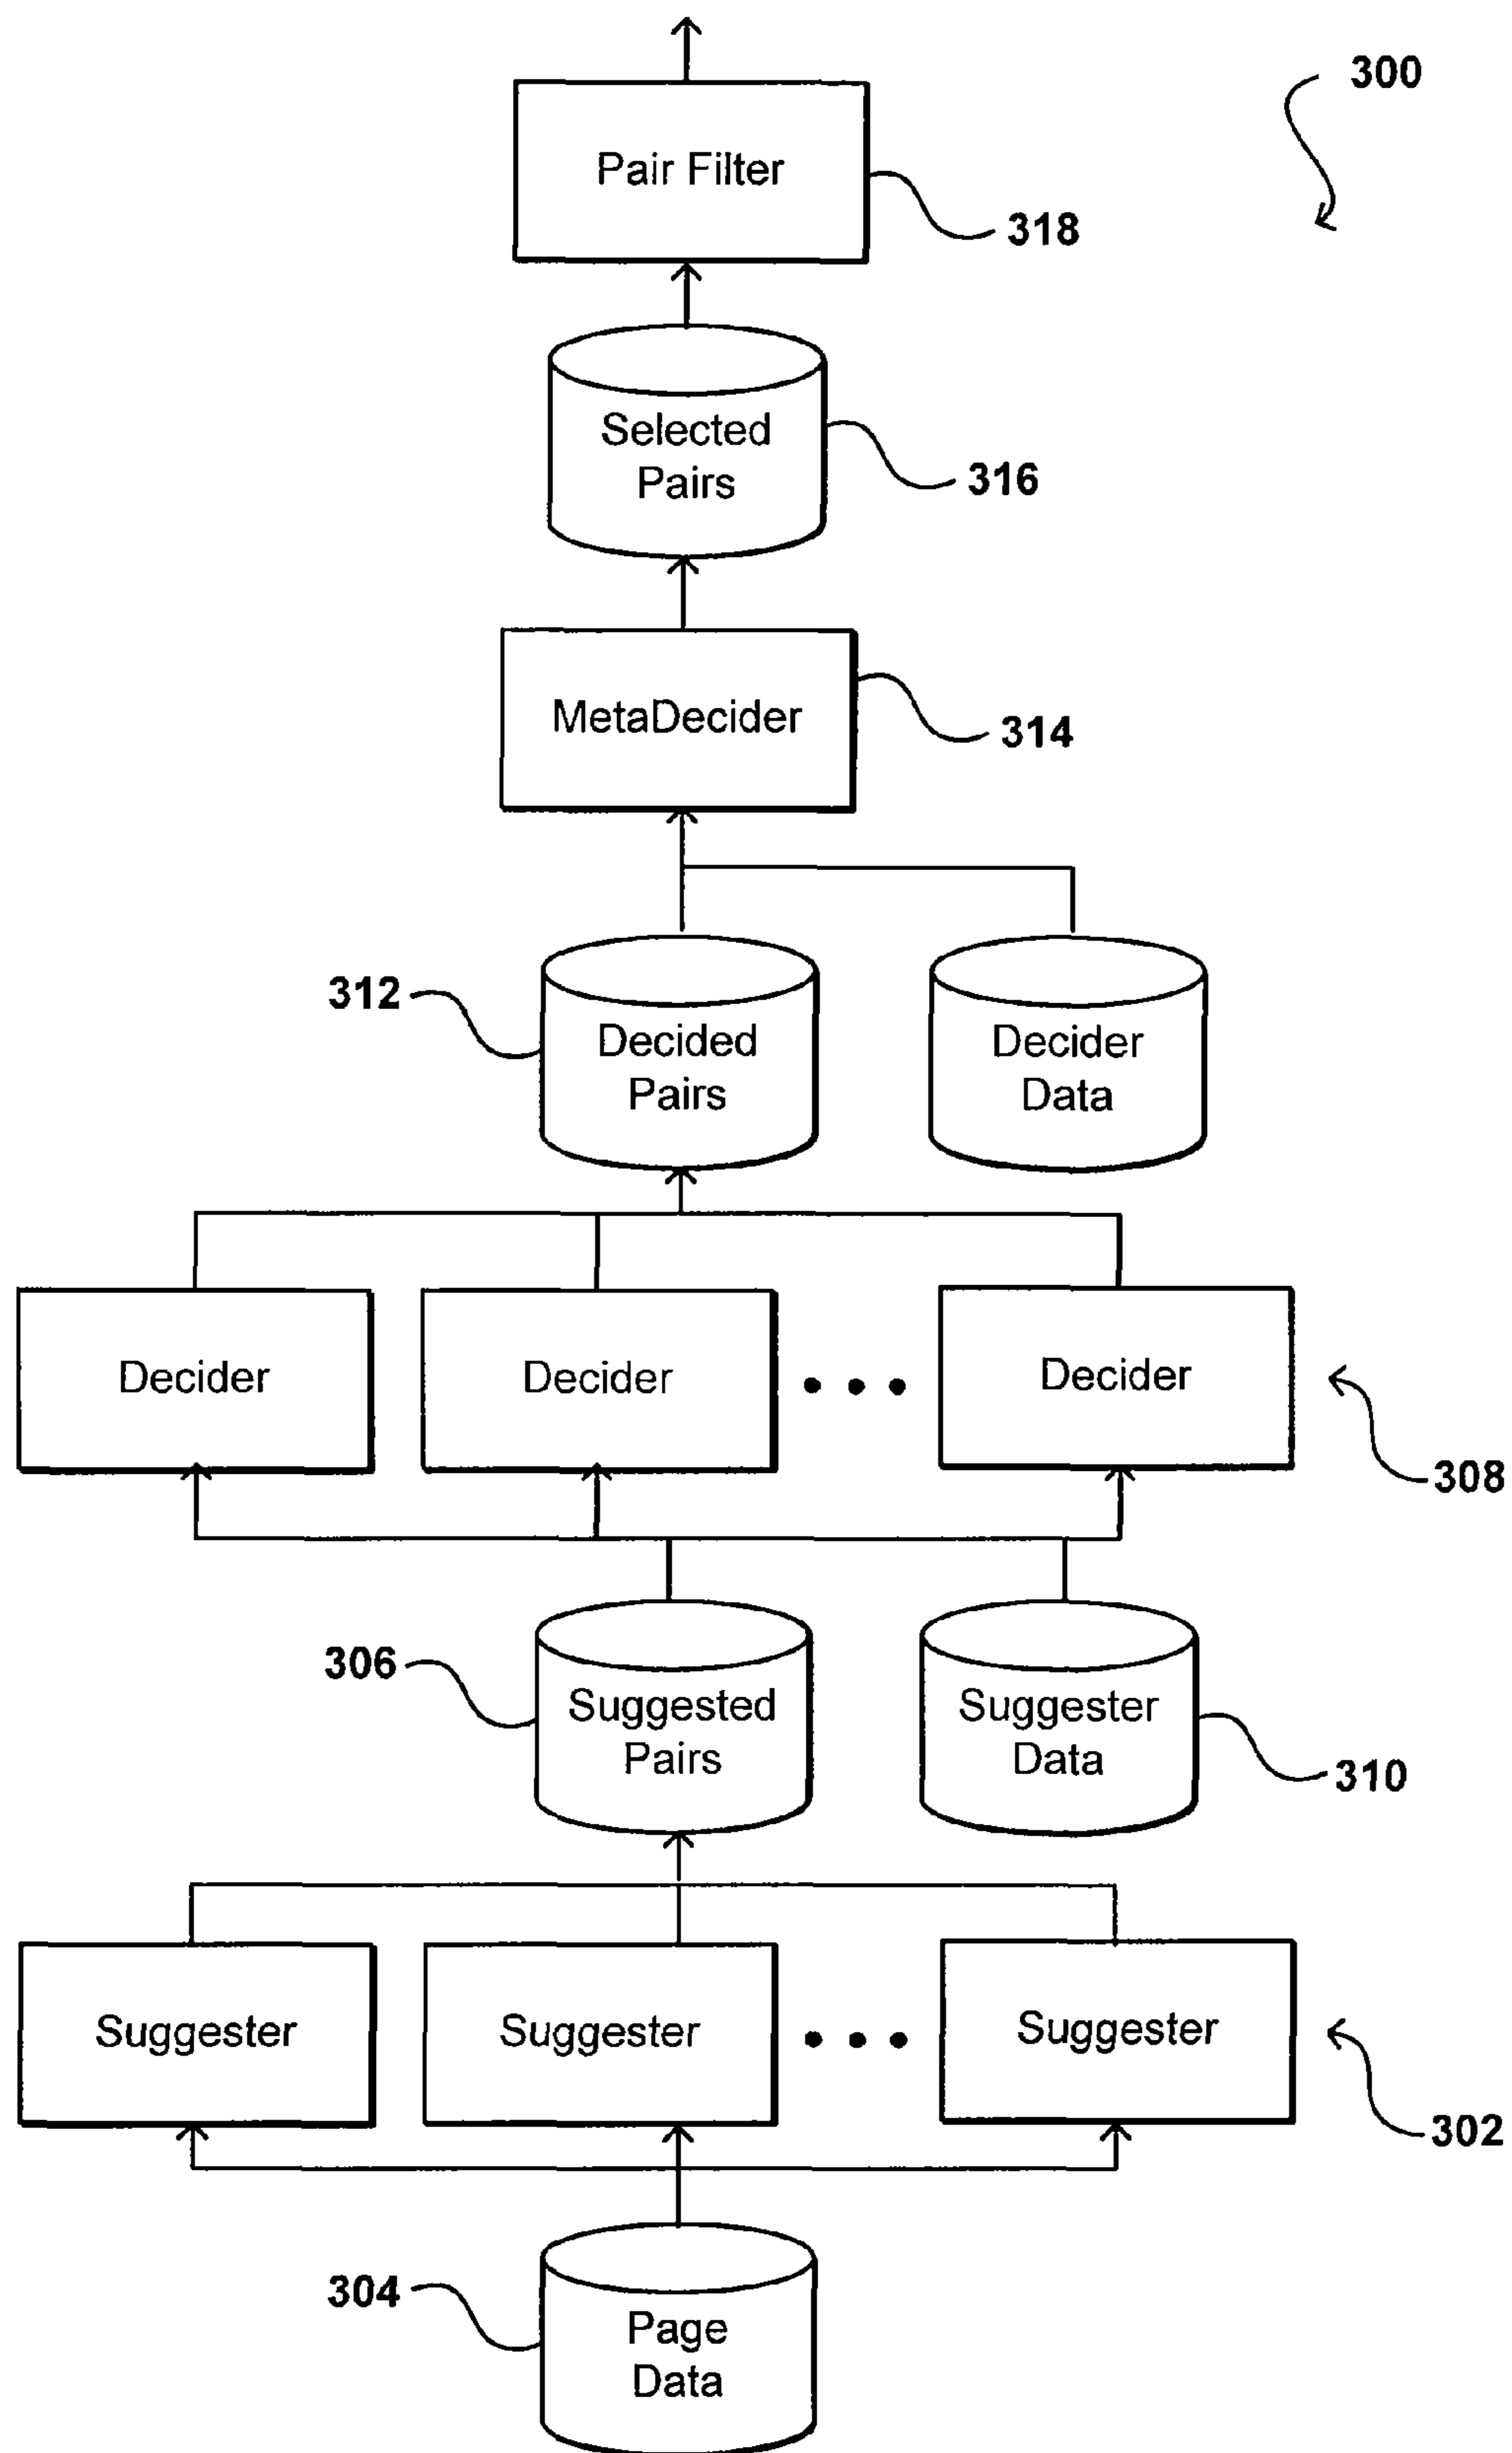 300
Pair Filter
318
Selected
Pairs
316
MetaDecider
314
312
Decided
Pairs
Decider
Data
Decider
Decider
Decider
308
306
Suggested
Pairs
Suggester
Data
310
Suggester
Suggester
Suggester
302
304
Page
Data